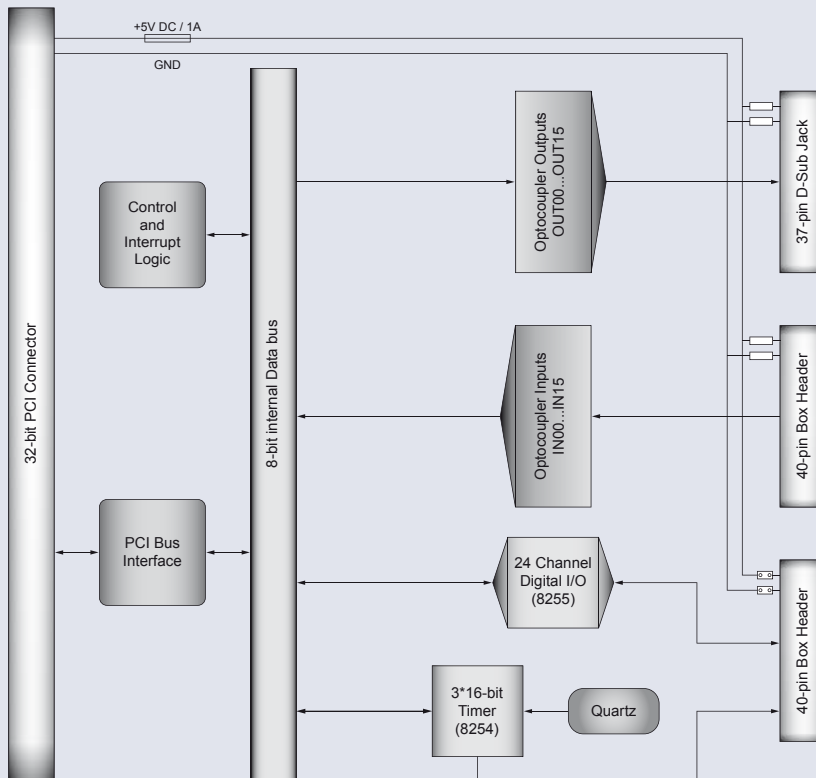 +5V DC / 1A
GND
32-bit PCI Connector
Control
and
Interrupt
Logic
PCI Bus
Interface
8-bit internal Data bus
Optocoupler Outputs
OUT00...OUT15
37-pin D-Sub Jack
Optocoupler Inputs
IN00...IN15
40-pin Box Header
24 Channel
Digital I/O
(8255)
40-pin Box Header
3*16-bit
Timer
(8254)
Quartz